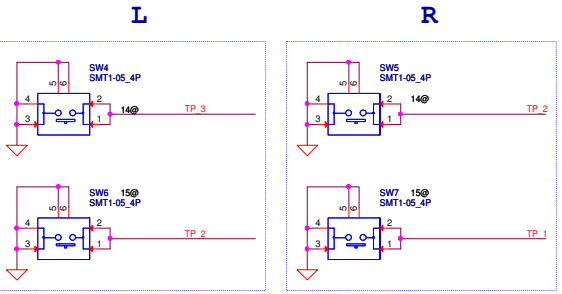 L R
SW4
SMT1-05_4P
5 6
4 2
3 1
14@
TP_3
SW5
SMT1-05_4P
5 6
4 2
3 1
14@
TP_2
SW6 15@
SMT1-05_4P
5 6
4 2
3 1
TP_2
SW7 15@
SMT1-05_4P
5 6
4 2
3 1
TP_1